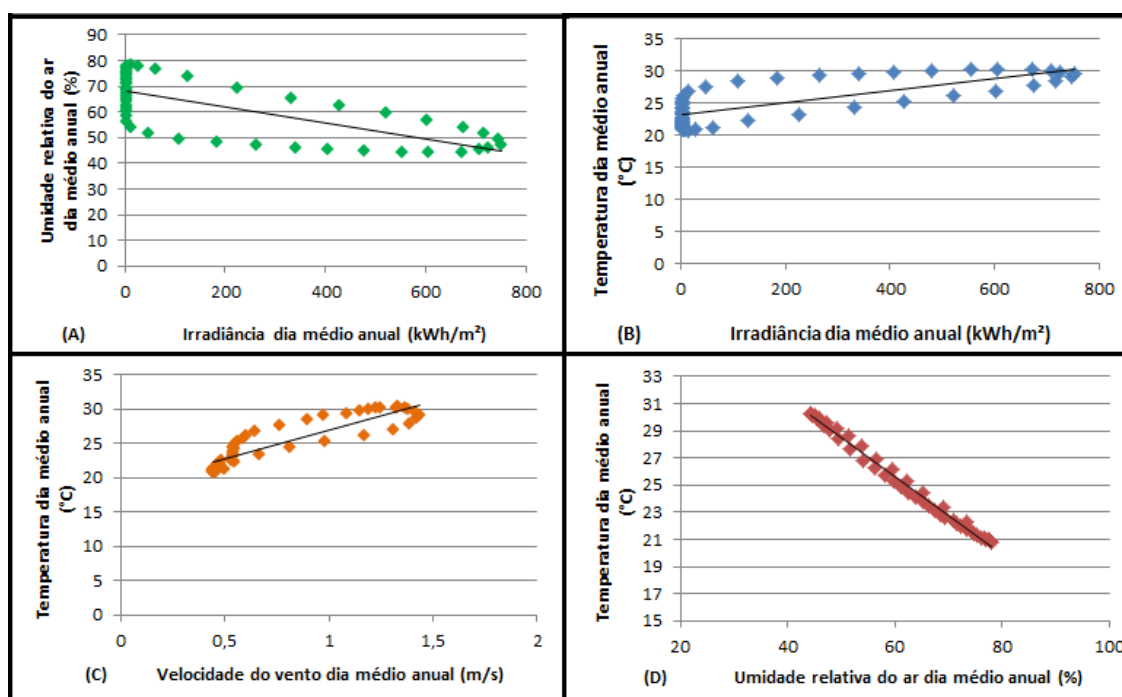 Umidade relativa do ar
dia médio anual (%)
90
80
70
60
50
40
30
20
10
0
0 200 400 600 800
(A) Irradiância dia médio anual (kWh/m²)
Temperatura dia médio anual
(°C)
35
30
25
20
15
10
5
0
0 200 400 600 800
(B) Irradiância dia médio anual (kWh/m²)
Temperatura dia médio anual
(°C)
35
30
25
20
15
10
5
0
0 0,5 1 1,5 2
(C) Velocidade do vento dia médio anual (m/s)
Temperatura dia médio anual
(°C)
33
31
29
27
25
23
21
19
17
15
20 40 60 80 100
(D) Umidade relativa do ar dia médio anual (%)